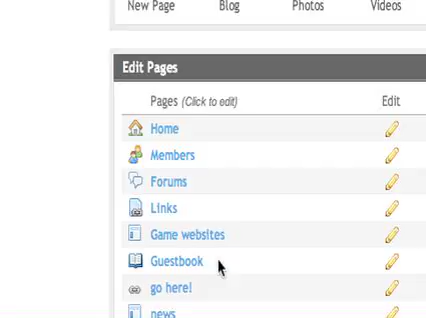 New Page Blog Photos Videos
Edit Pages
Pages (Click to edit) Edit
Home
Members
Forums
Links
Game websites
Guestbook
go here!
news